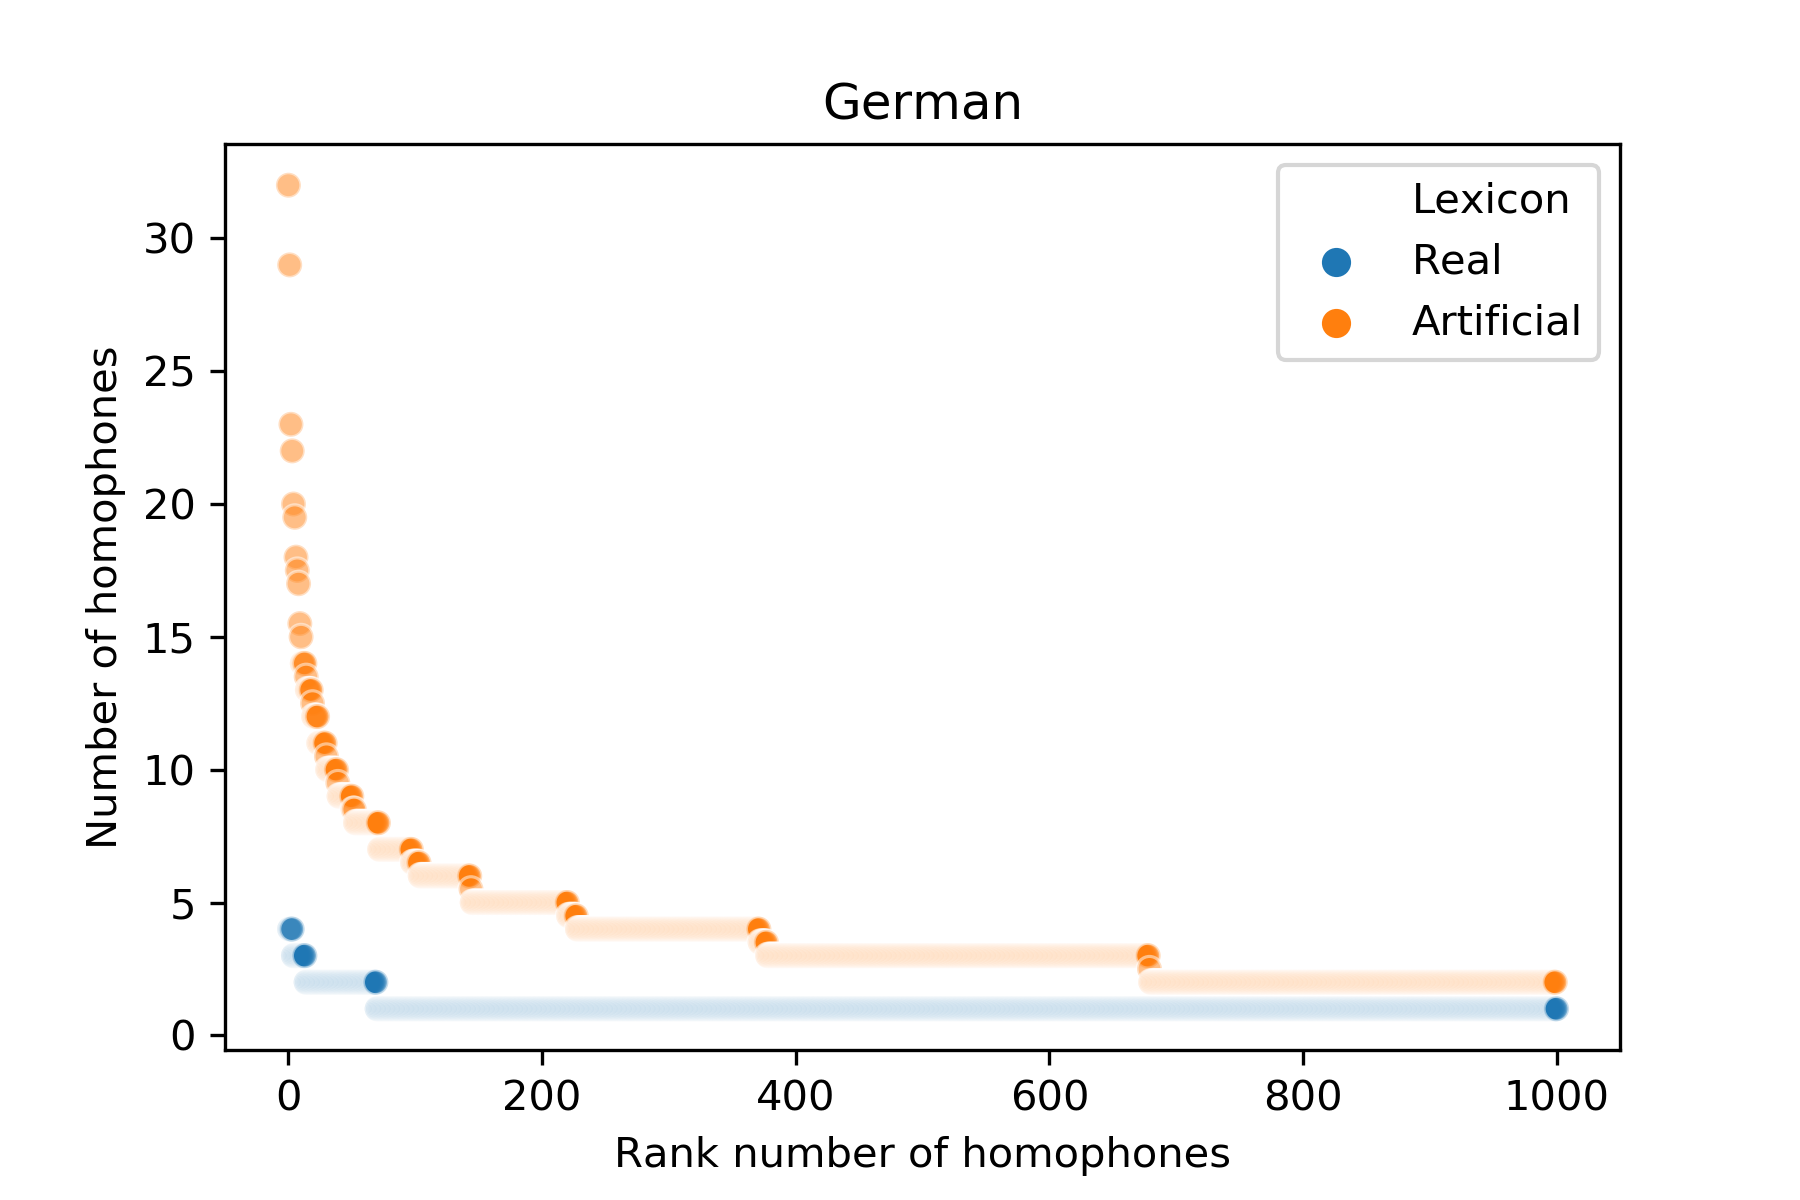 German
Lexicon
Real
Artificial
Number of homophones
30
25
20
15
10
5
0
0 200 400 600 800 1000
Rank number of homophones